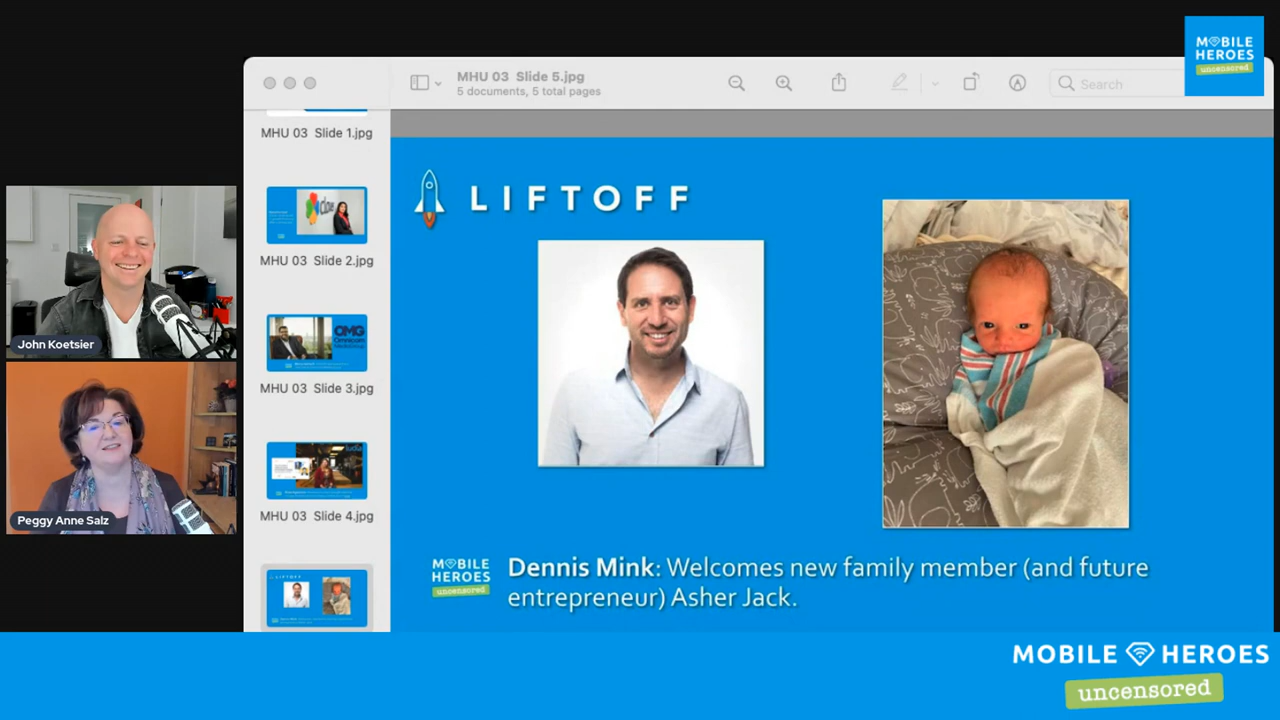 MOBILE
HEROES
uncensored
MHU 03 Slide 5.jpg
5 documents, 5 total pages
Search
MHU 03 Slide 1.jpg
MHU 03 Slide 2.jpg
OMG
MHU 03 Slide 3.jpg
MHU 03 Slide 4.jpg
LIFTOFF
John Koetsier
Peggy Anne Salz
MOBILE
HEROES
uncensored
Dennis Mink: Welcomes new family member (and future
entrepreneur) Asher Jack.
MOBILE HEROES
uncensored